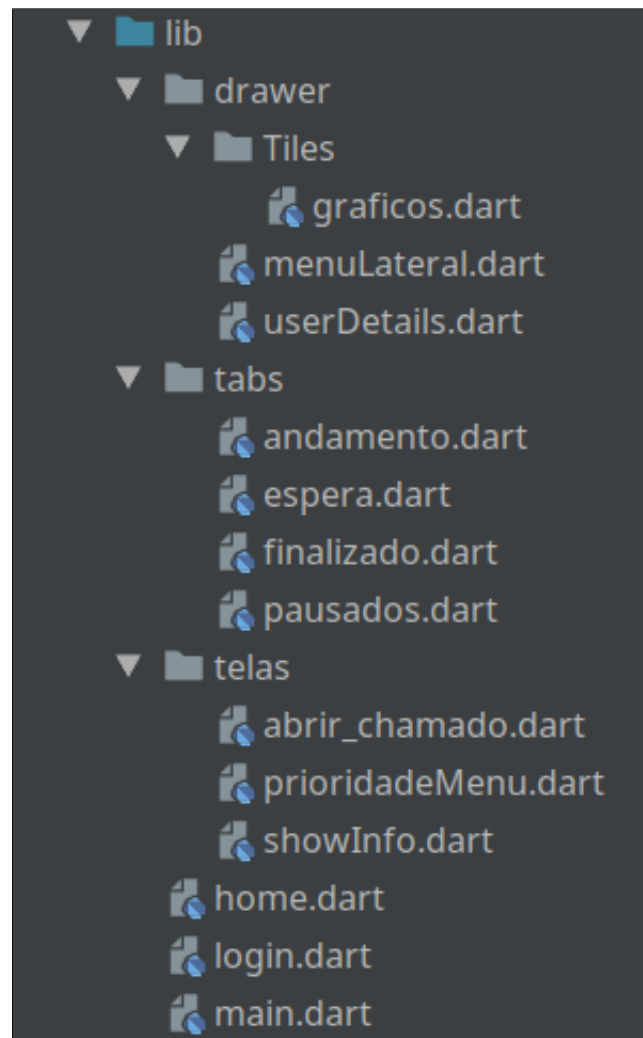 lib
drawer
Tiles
graficos.dart
menuLateral.dart
userDetails.dart
tabs
andamento.dart
espera.dart
finalizado.dart
pausados.dart
telas
abrir_chamado.dart
prioridadeMenu.dart
showInfo.dart
home.dart
login.dart
main.dart